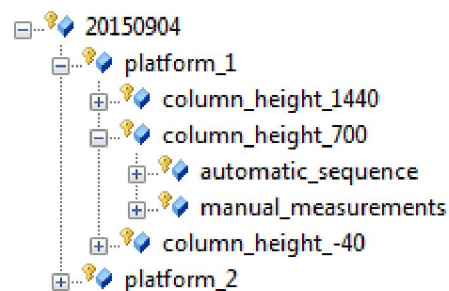 20150904
platform_1
column_height_1440
column_height_700
automatic_sequence
manual_measurements
column_height_-40
platform_2